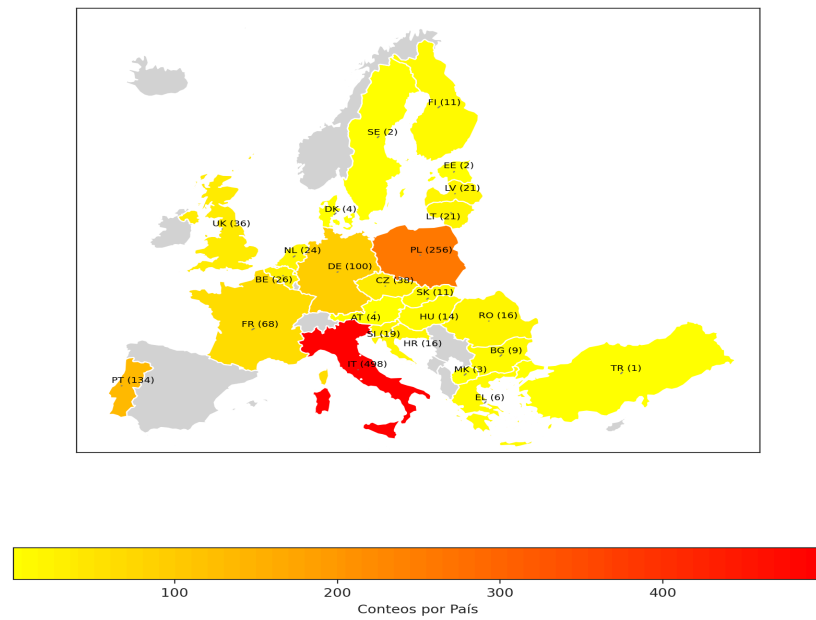 FI (11)
SE (2)
EE (2)
LV (21)
DK (4)
LT (21)
UK (36)
NL (24)
PL (256)
DE (100)
BE (26)
CZ (38)
SK (11)
AT (4)
HU (14)
RO (16)
FR (68)
SI (19)
HR (16)
BG (9)
IT (498)
MK (3)
TR (1)
PT (134)
EL (6)
100 200 300 400
Conteos por País